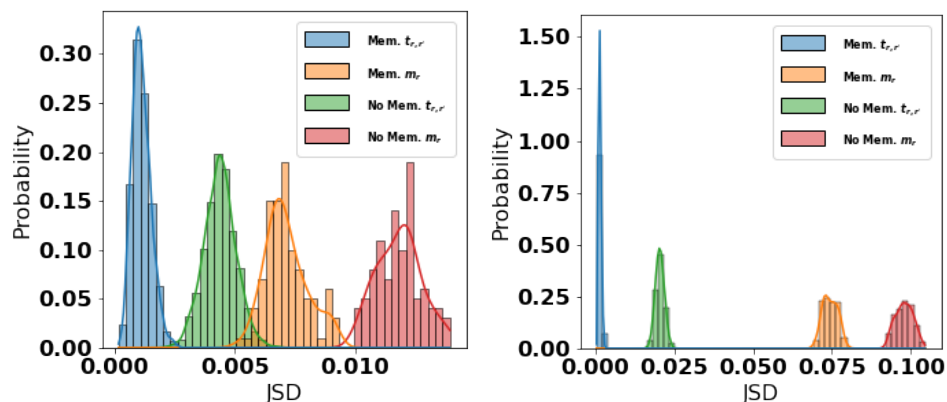 Probability
0.30
0.25
0.20
0.15
0.10
0.05
0.00
Mem. t_{r,r'}
Mem. m_r
No Mem. t_{r,r'}
No Mem. m_r
0.000 0.005 0.010
JSD
Probability
1.50
1.25
1.00
0.75
0.50
0.25
0.00
Mem. t_{r,r'}
Mem. m_r
No Mem. t_{r,r'}
No Mem. m_r
0.000 0.025 0.050 0.075 0.100
JSD